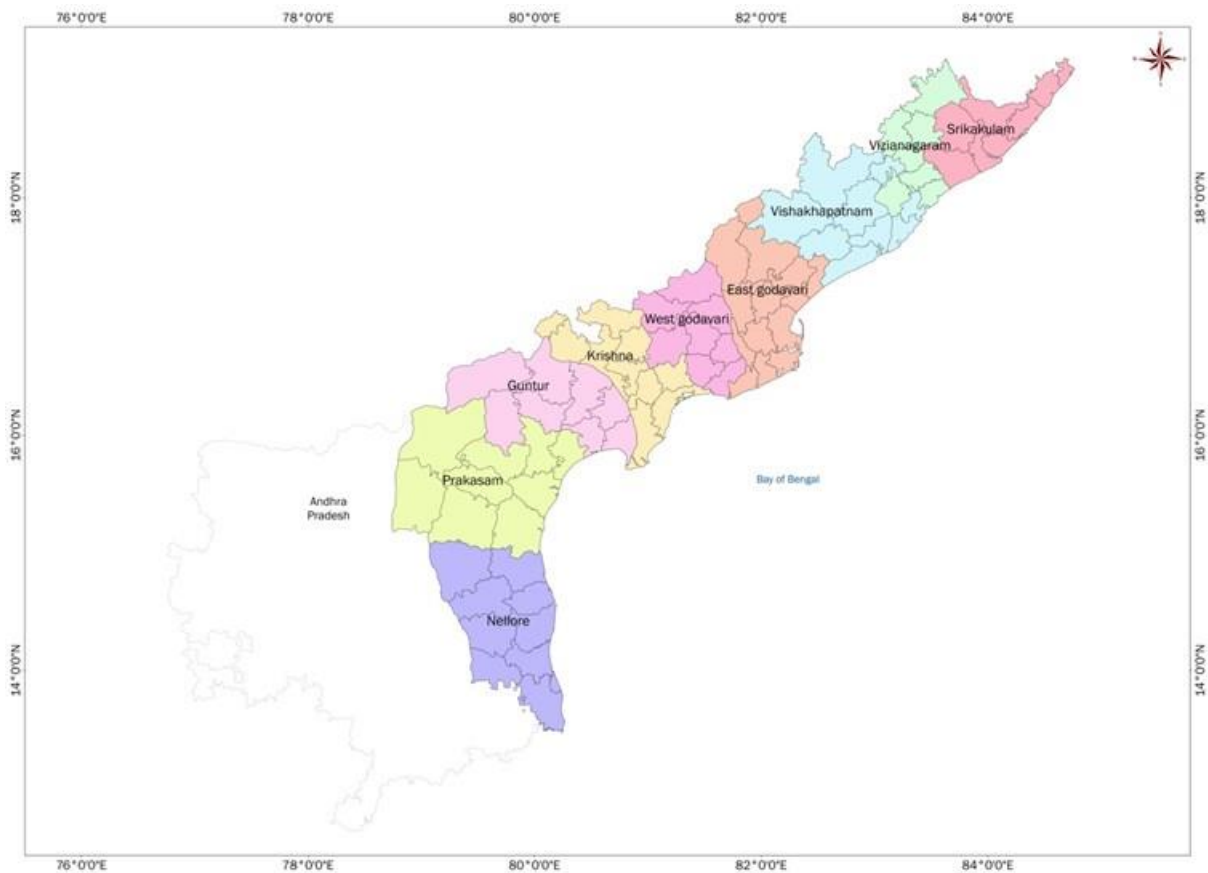 76°0'0"E 78°0'0"E 80°0'0"E 82°0'0"E 84°0'0"E
Srikakulam
Vizianagaram
18°0'0"N 18°0'0"N
Vishakhapatnam
East godavari
West godavari
Krishna
Guntur
16°0'0"N 16°0'0"N
Prakasam
Bay of Bengal
Andhra
Pradesh
Nellore
14°0'0"N 14°0'0"N
76°0'0"E 78°0'0"E 80°0'0"E 82°0'0"E 84°0'0"E